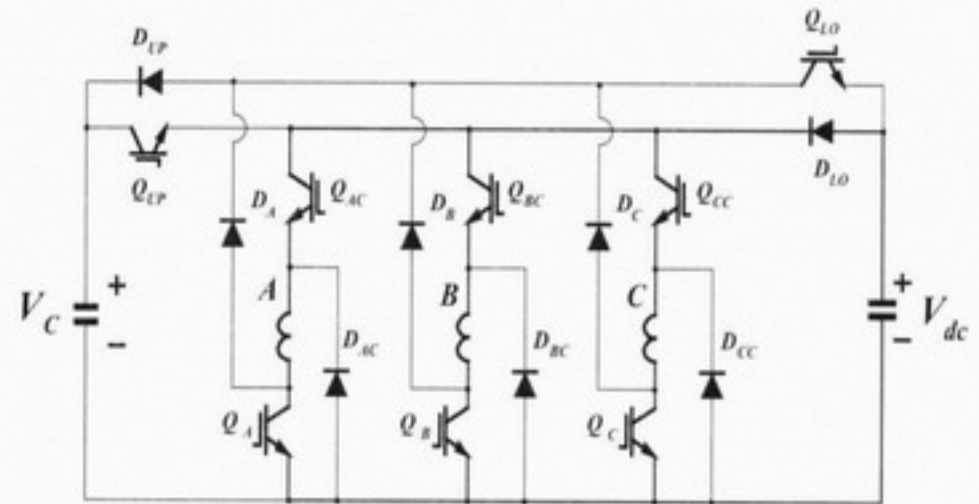 D_UP
Q_LO
Q_UP
D_LO
D_A
Q_AC
D_B
Q_BC
D_C
Q_CC
A
B
C
V_C
+
-
D_AC
D_BC
D_CC
+
-
V_dc
Q_A
Q_B
Q_C